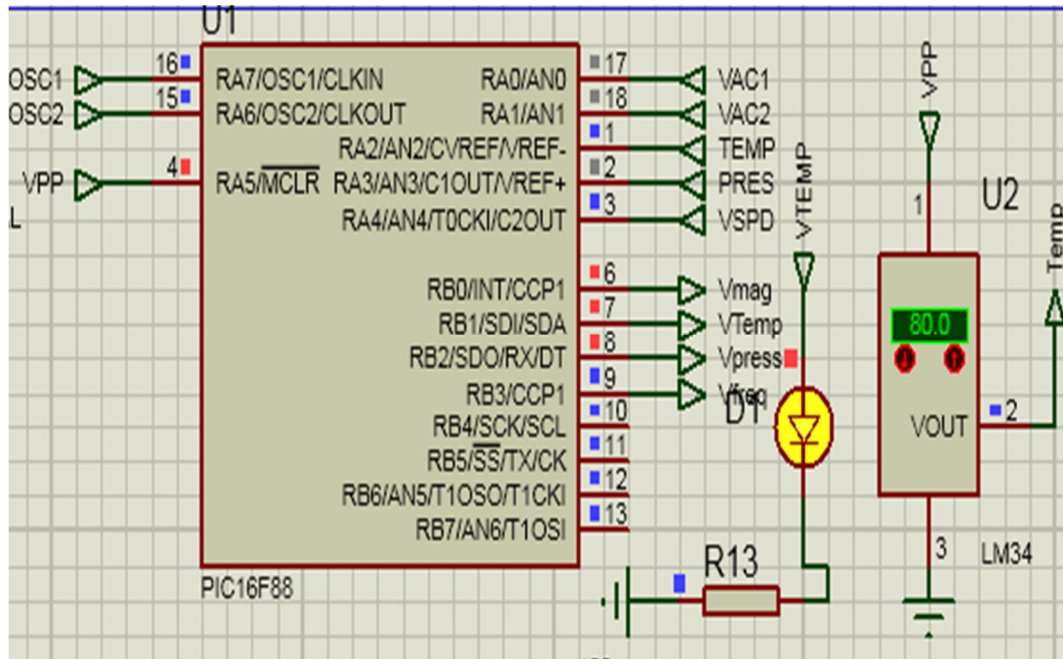 U1
OSC1
16
RA7/OSC1/CLKIN
RA0/AN0
17
VAC1
OSC2
15
RA6/OSC2/CLKOUT
RA1/AN1
18
VAC2
RA2/AN2/CVREF/VREF-
1
TEMP
VPP
4
RA5/MCLR
RA3/AN3/C1OUT/VREF+
2
PRES
L
RA4/AN4/T0CKI/C2OUT
3
VSPD
RB0/INT/CCP1
6
Vmag
RB1/SDI/SDA
7
VTemp
RB2/SDO/RX/DT
8
Vpress
RB3/CCP1
9
Vfreq
RB4/SCK/SCL
10
RB5/SS/TX/CK
11
RB6/AN5/T1OSO/T1CKI
12
RB7/AN6/T1OSI
13
PIC16F88
VTEMP
D1
R13
VPP
1
U2
80.0
VOUT
2
Temp
3
LM34